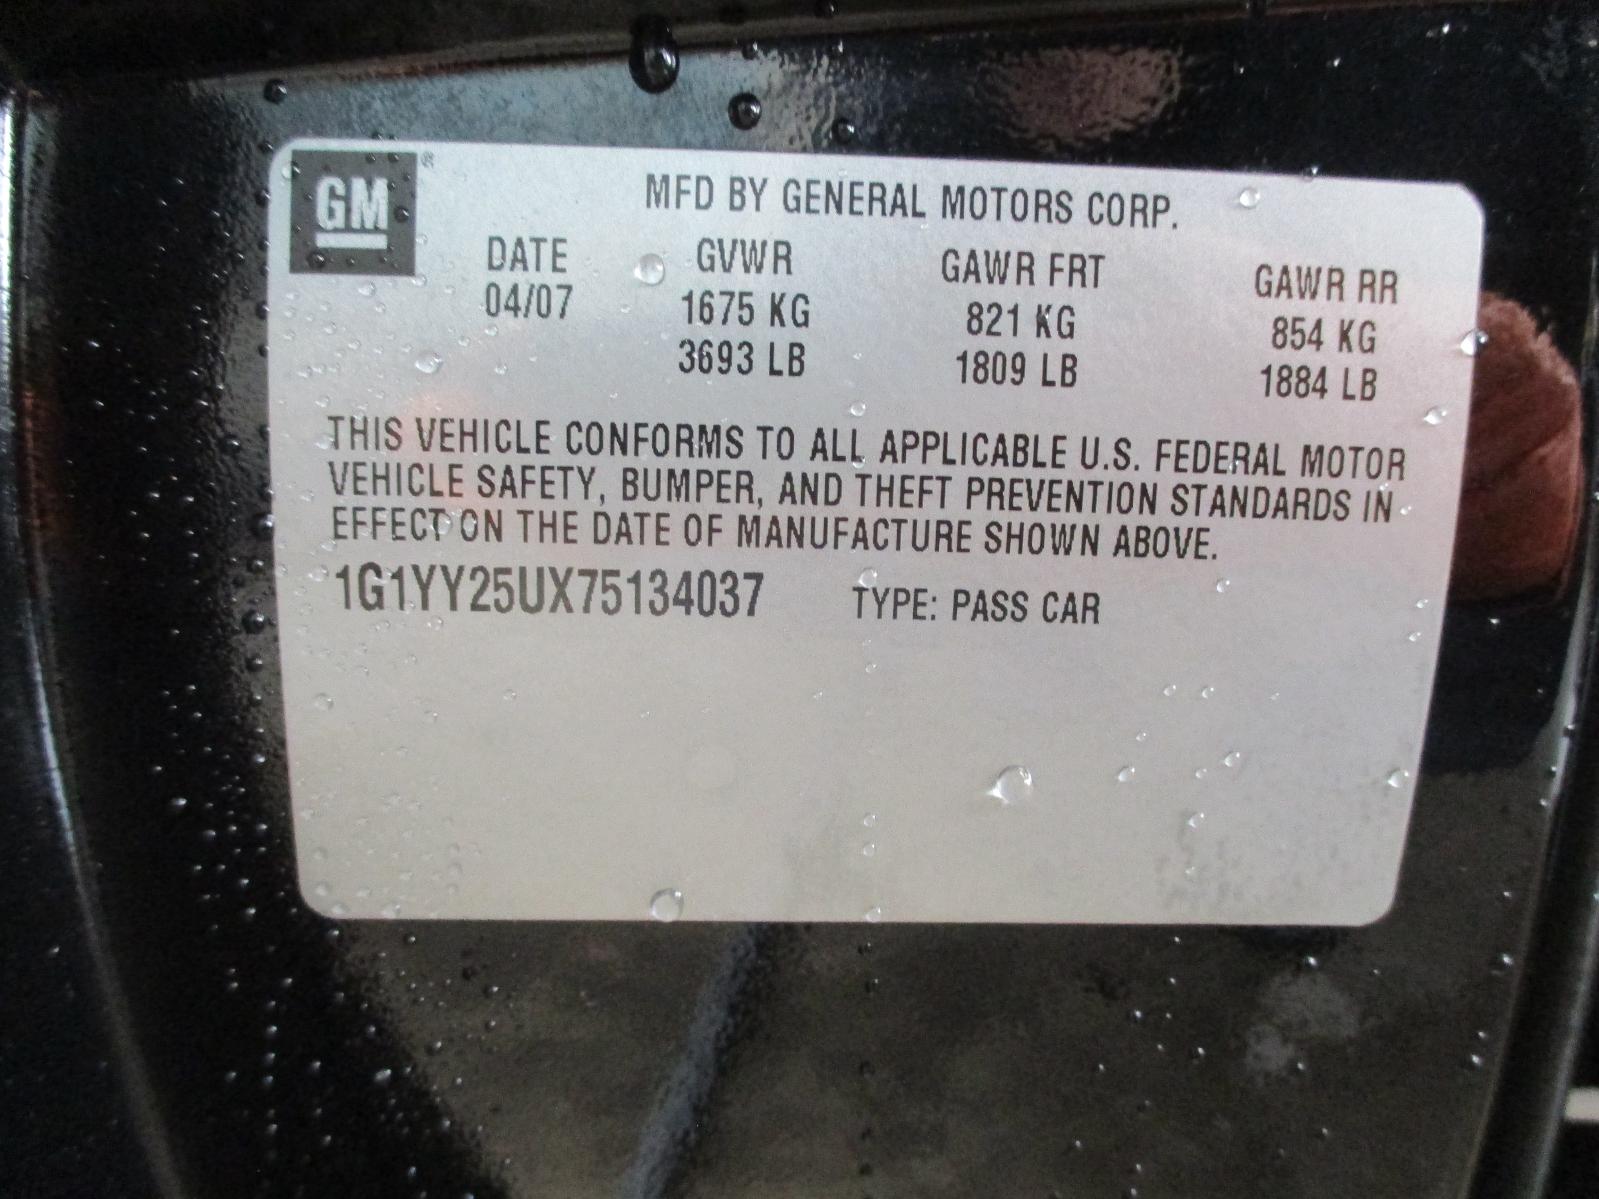 GM®
MFD BY GENERAL MOTORS CORP.
DATE GVWR GAWR FRT GAWR RR
04/07 1675 KG 821 KG 854 KG
3693 LB 1809 LB 1884 LB
THIS VEHICLE CONFORMS TO ALL APPLICABLE U.S. FEDERAL MOTOR
VEHICLE SAFETY, BUMPER, AND THEFT PREVENTION STANDARDS IN
EFFECT ON THE DATE OF MANUFACTURE SHOWN ABOVE.
1G1YY25UX75134037 TYPE: PASS CAR